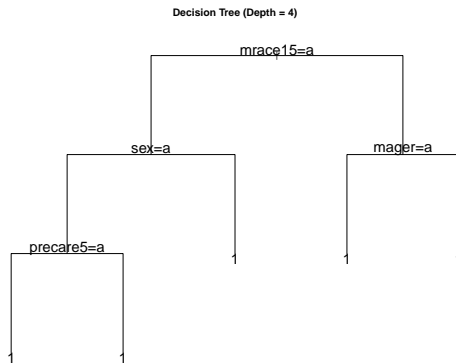 Decision Tree (Depth = 4)
mrace15=a
sex=a
mager=a
precare5=a
1
1
1
1